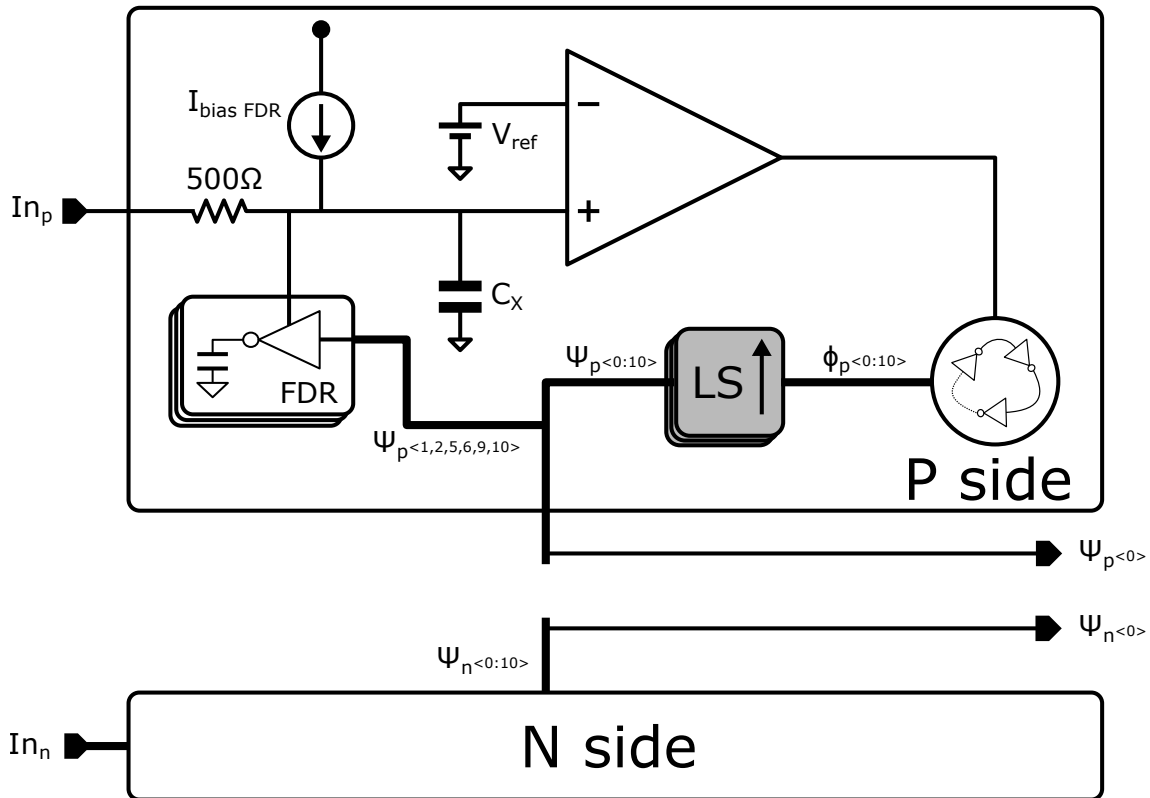 I_bias FDR
V_ref
−
500Ω
In_p
+
C_X
FDR
Ψ_p<0:10>
LS
ϕ_p<0:10>
Ψ_p<1,2,5,6,9,10>
P side
Ψ_p<0>
Ψ_n<0>
Ψ_n<0:10>
In_n
N side